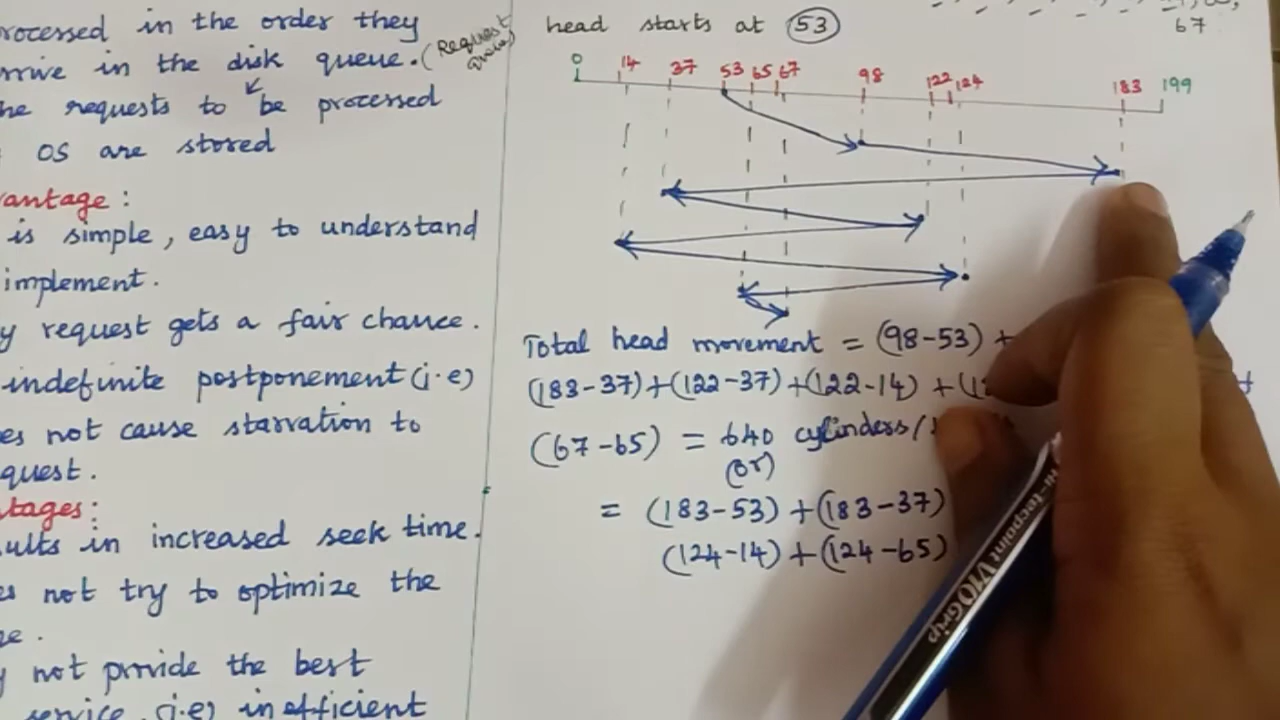 rocessed in the order they
rrive in the disk queue. (Request queue)
he requests to be processed
OS are stored
vantage :
is simple, easy to understand
implement.
y request gets a fair chance.
indefinite postponement (i.e)
es not cause starvation to
quest.
tages:
ults in increased seek time.
es not try to optimize the
e.
y not provide the best
service (i.e) inefficient
67
head starts at 53
0 14 37 53 65 67 98 122 124 183 199
Total head movement = (98-53) +
(183-37)+(122-37)+(122-14) + (12
(67-65) = 640 cylinders/
(or)
= (183-53)+(183-37)
(124-14)+(124-65)
Hi-tecpoint V10 Grip